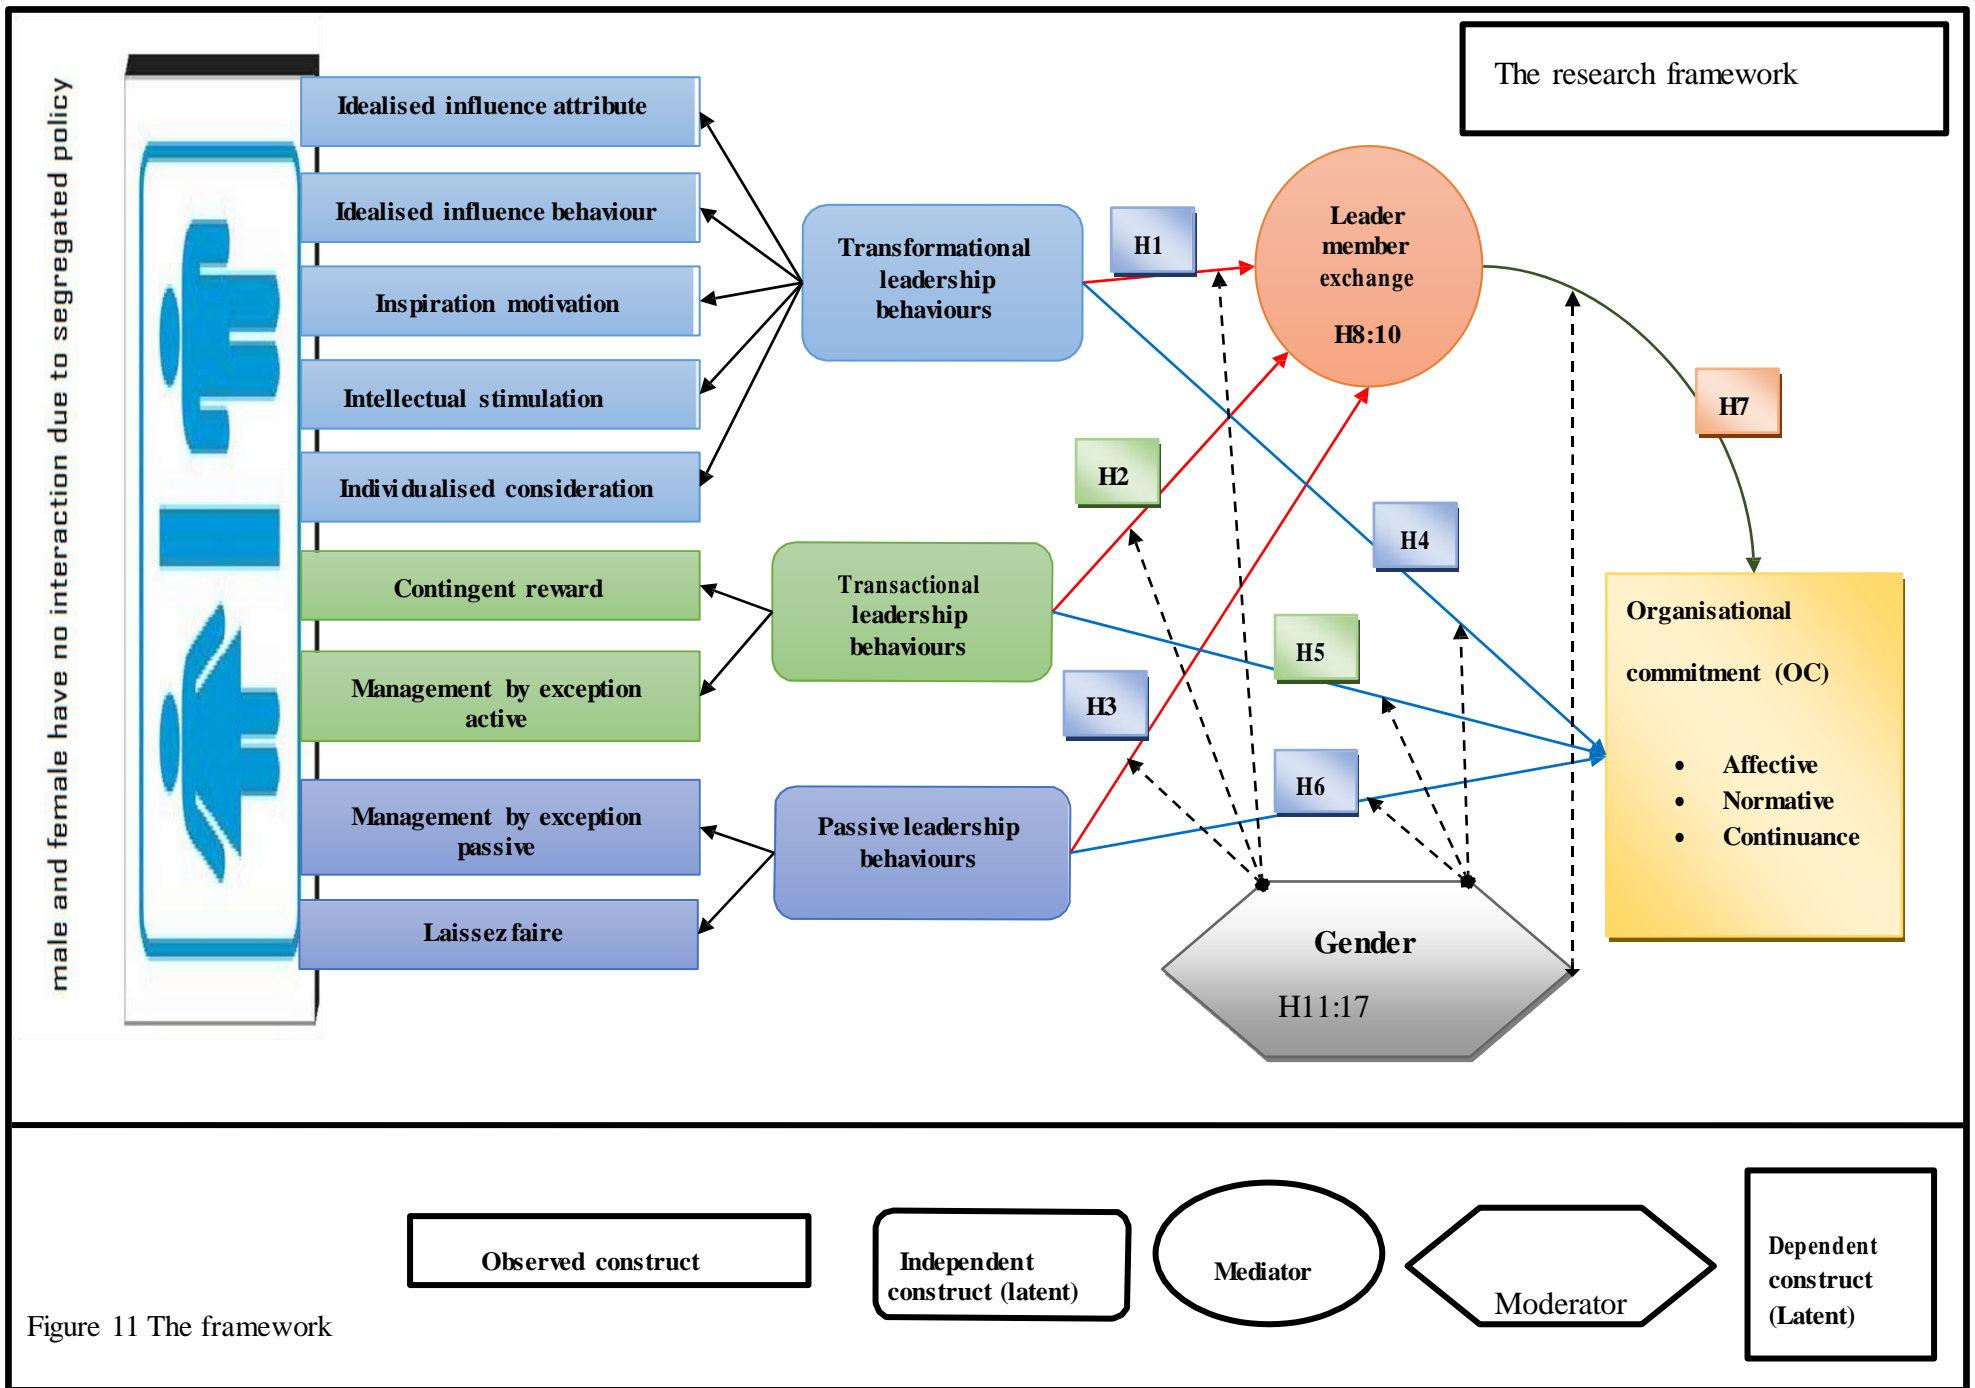 The research framework
male and female have no interaction due to segregated policy
Idealised influence attribute
Idealised influence behaviour
Inspiration motivation
Intellectual stimulation
Individualised consideration
Contingent reward
Management by exception
active
Management by exception
passive
Laissez faire
Transformational
leadership
behaviours
Transactional
leadership
behaviours
Passive leadership
behaviours
H1
H2
H3
H4
H5
H6
H7
Leader
member
exchange
H8:10
Organisational
commitment (OC)
• Affective
• Normative
• Continuance
Gender
H11:17
Observed construct
Independent
construct (latent)
Mediator
Moderator
Dependent
construct
(Latent)
Figure 11 The framework